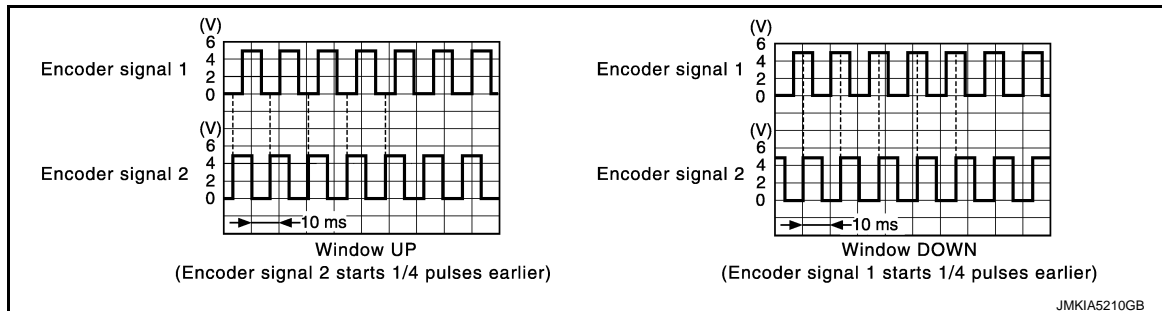 (V)
6
4
2
0
Encoder signal 1
(V)
6
4
2
0
Encoder signal 2
10 ms
Window UP
(Encoder signal 2 starts 1/4 pulses earlier)
(V)
6
4
2
0
Encoder signal 1
(V)
6
4
2
0
Encoder signal 2
10 ms
Window DOWN
(Encoder signal 1 starts 1/4 pulses earlier)
JMKIA5210GB